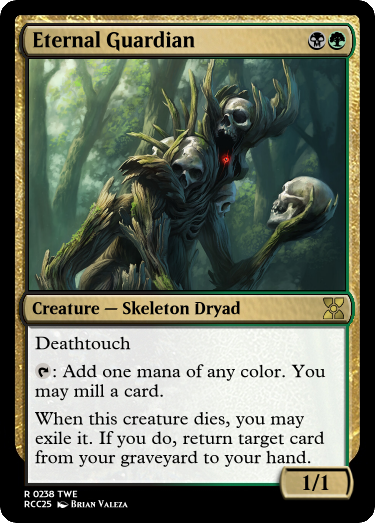 Eternal Guardian
Creature — Skeleton Dryad
Deathtouch
: Add one mana of any color. You
may mill a card.
When this creature dies, you may
exile it. If you do, return target card
from your graveyard to your hand.
1/1
R 0238 TWE
RCC25 Brian Valeza